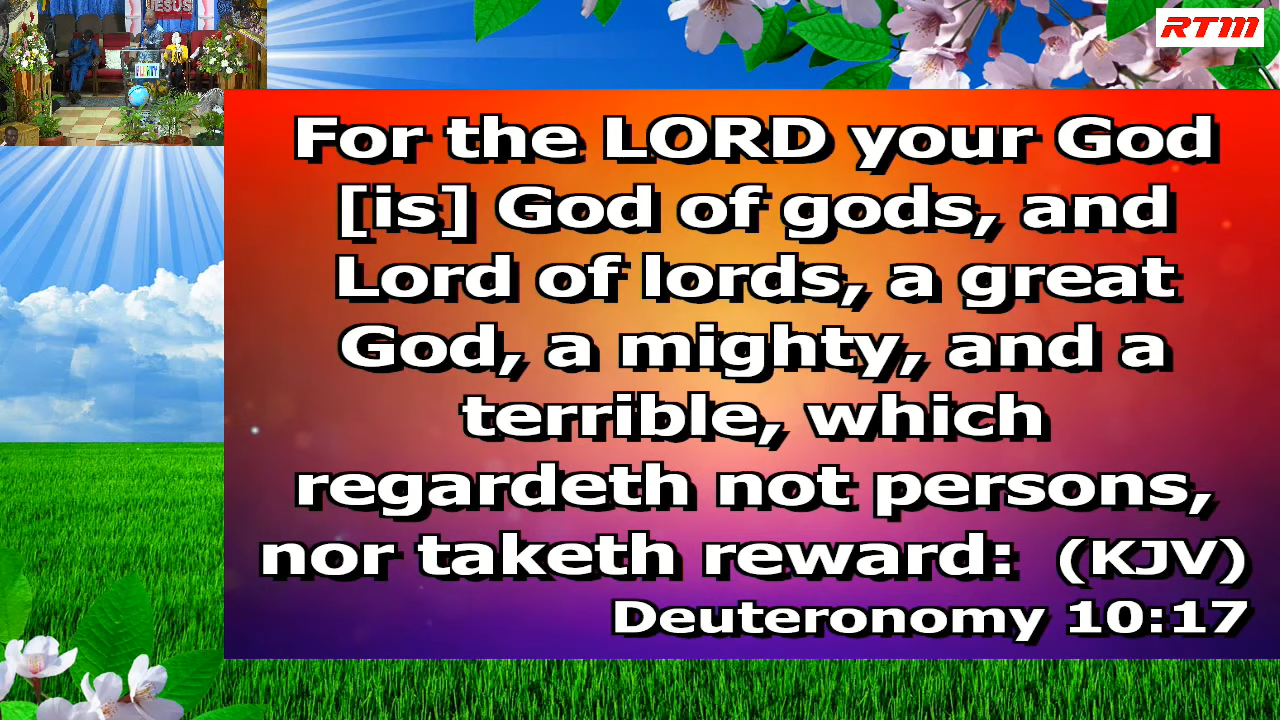 JESUS
RTM
For the LORD your God
[is] God of gods, and
Lord of lords, a great
God, a mighty, and a
terrible, which
regardeth not persons,
nor taketh reward: (KJV)
Deuteronomy 10:17